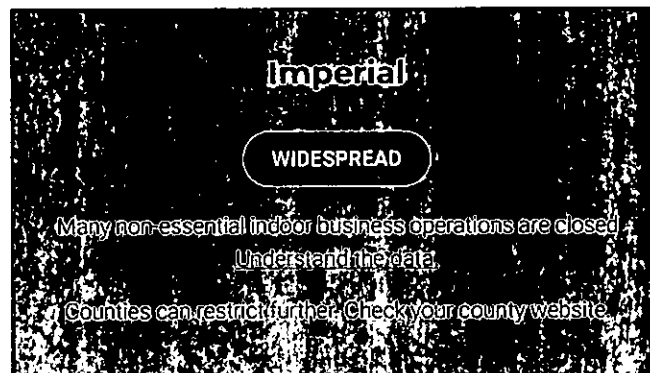 Imperial
WIDESPREAD
Many non-essential indoor business operations are closed
Understand the data.
Counties can restrict further. Check your county website.